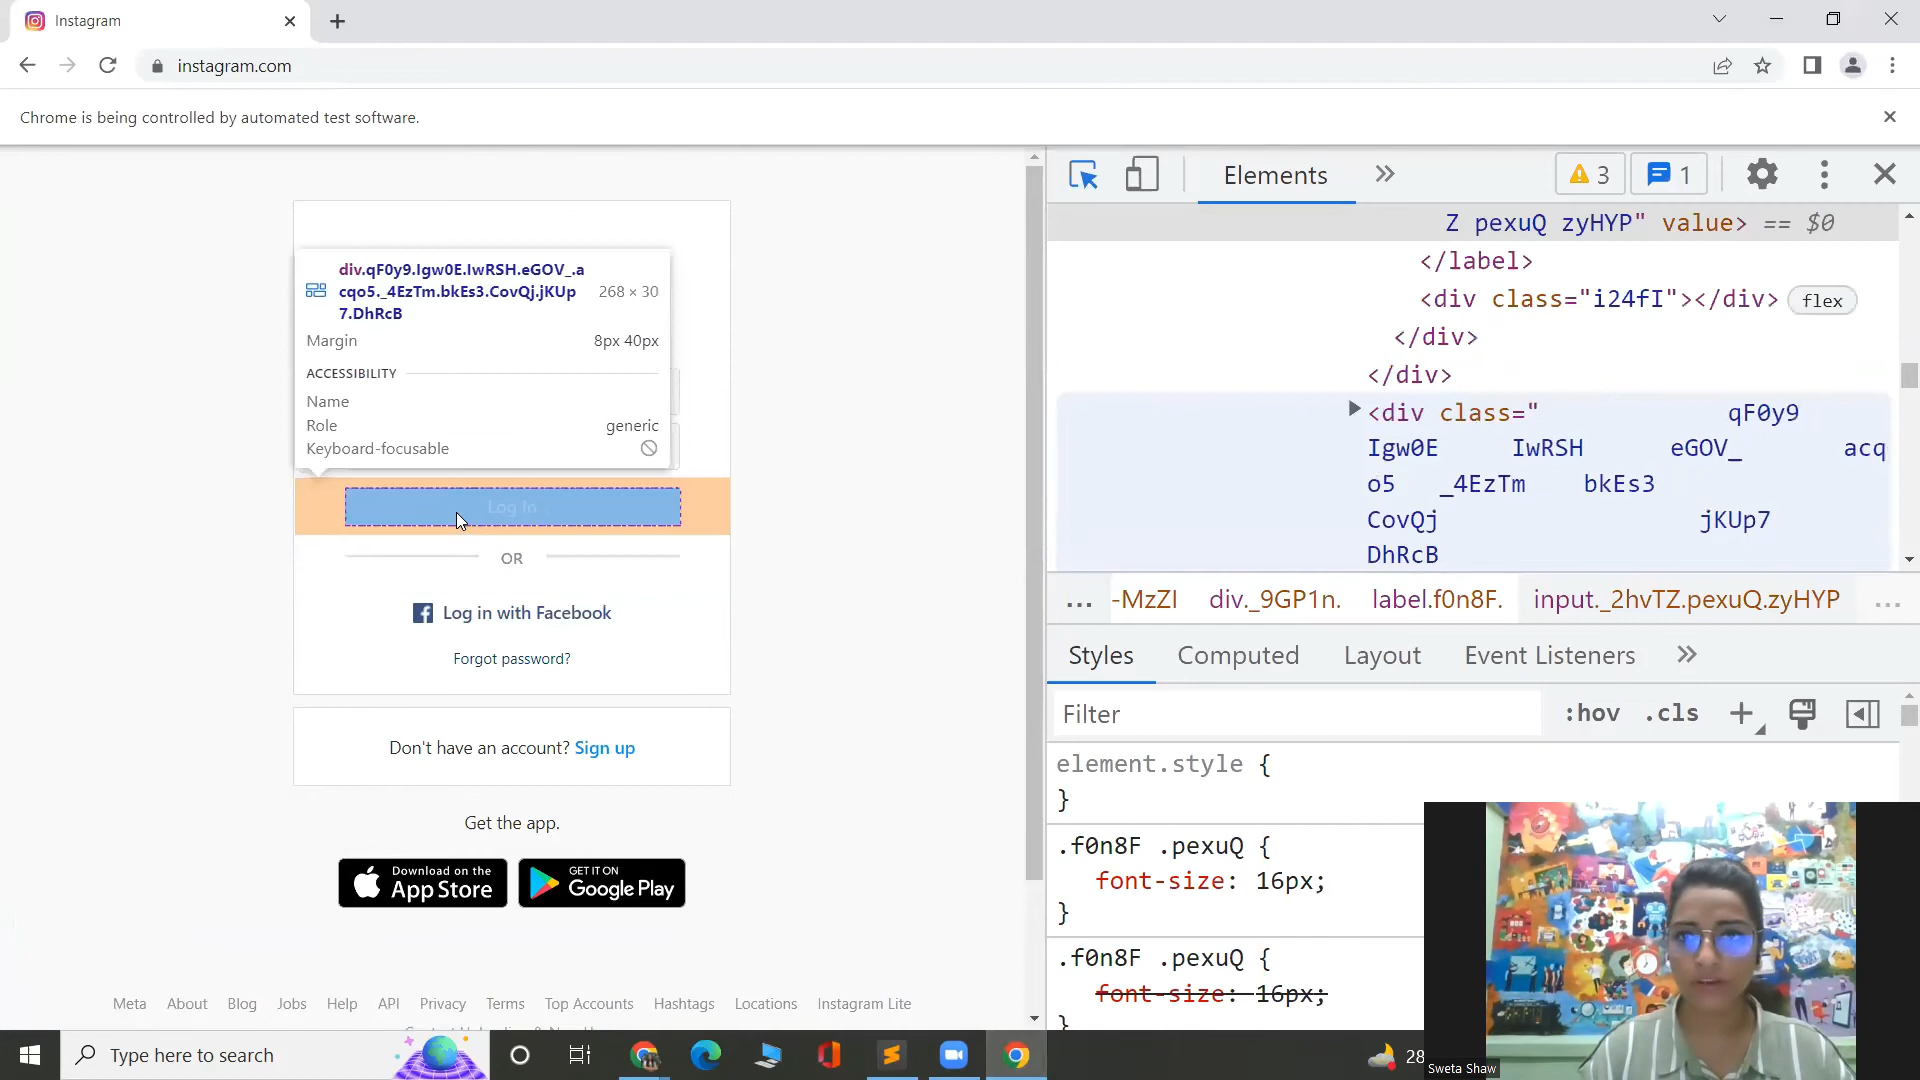 Instagram
instagram.com
Chrome is being controlled by automated test software.
div.qF0y9.Igw0E.IwRSH.eGOV_.a
cqo5._4EzTm.bkEs3.CovQj.jKUp
7.DhRcB
268 × 30
Margin 8px 40px
ACCESSIBILITY
Name
Role generic
Keyboard-focusable
Log In
OR
Log in with Facebook
Forgot password?
Don't have an account? Sign up
Get the app.
Download on the
App Store
GET IT ON
Google Play
Meta About Blog Jobs Help API Privacy Terms Top Accounts Hashtags Locations Instagram Lite
Elements
3
1
Z pexuQ zyHYP" value> == $0
</label>
<div class="i24fI"></div> flex
</div>
</div>
<div class=" qF0y9
Igw0E IwRSH eGOV_ acq
o5 _4EzTm bkEs3
CovQj jKUp7
DhRcB
... -MzZI div._9GP1n. label.f0n8F. input._2hvTZ.pexuQ.zyHYP ...
Styles Computed Layout Event Listeners
Filter :hov .cls
element.style {
}
.f0n8F .pexuQ {
font-size: 16px;
}
.f0n8F .pexuQ {
font-size: 16px;
}
Type here to search
28
Sweta Shaw